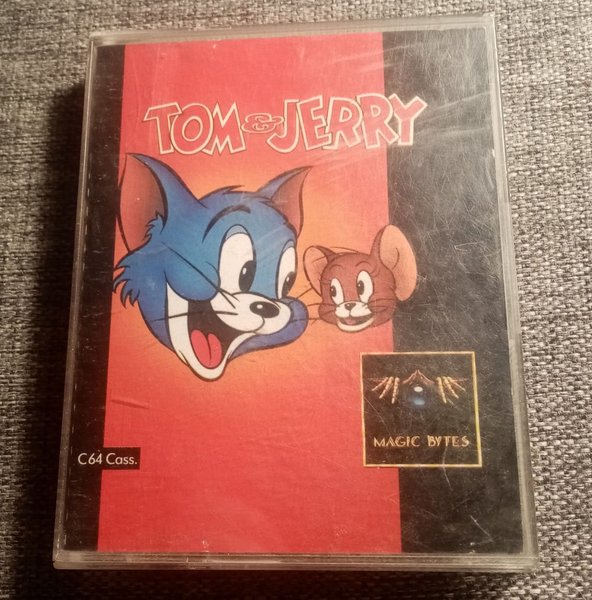 TOM & JERRY
MAGIC BYTES
C64 Cass.